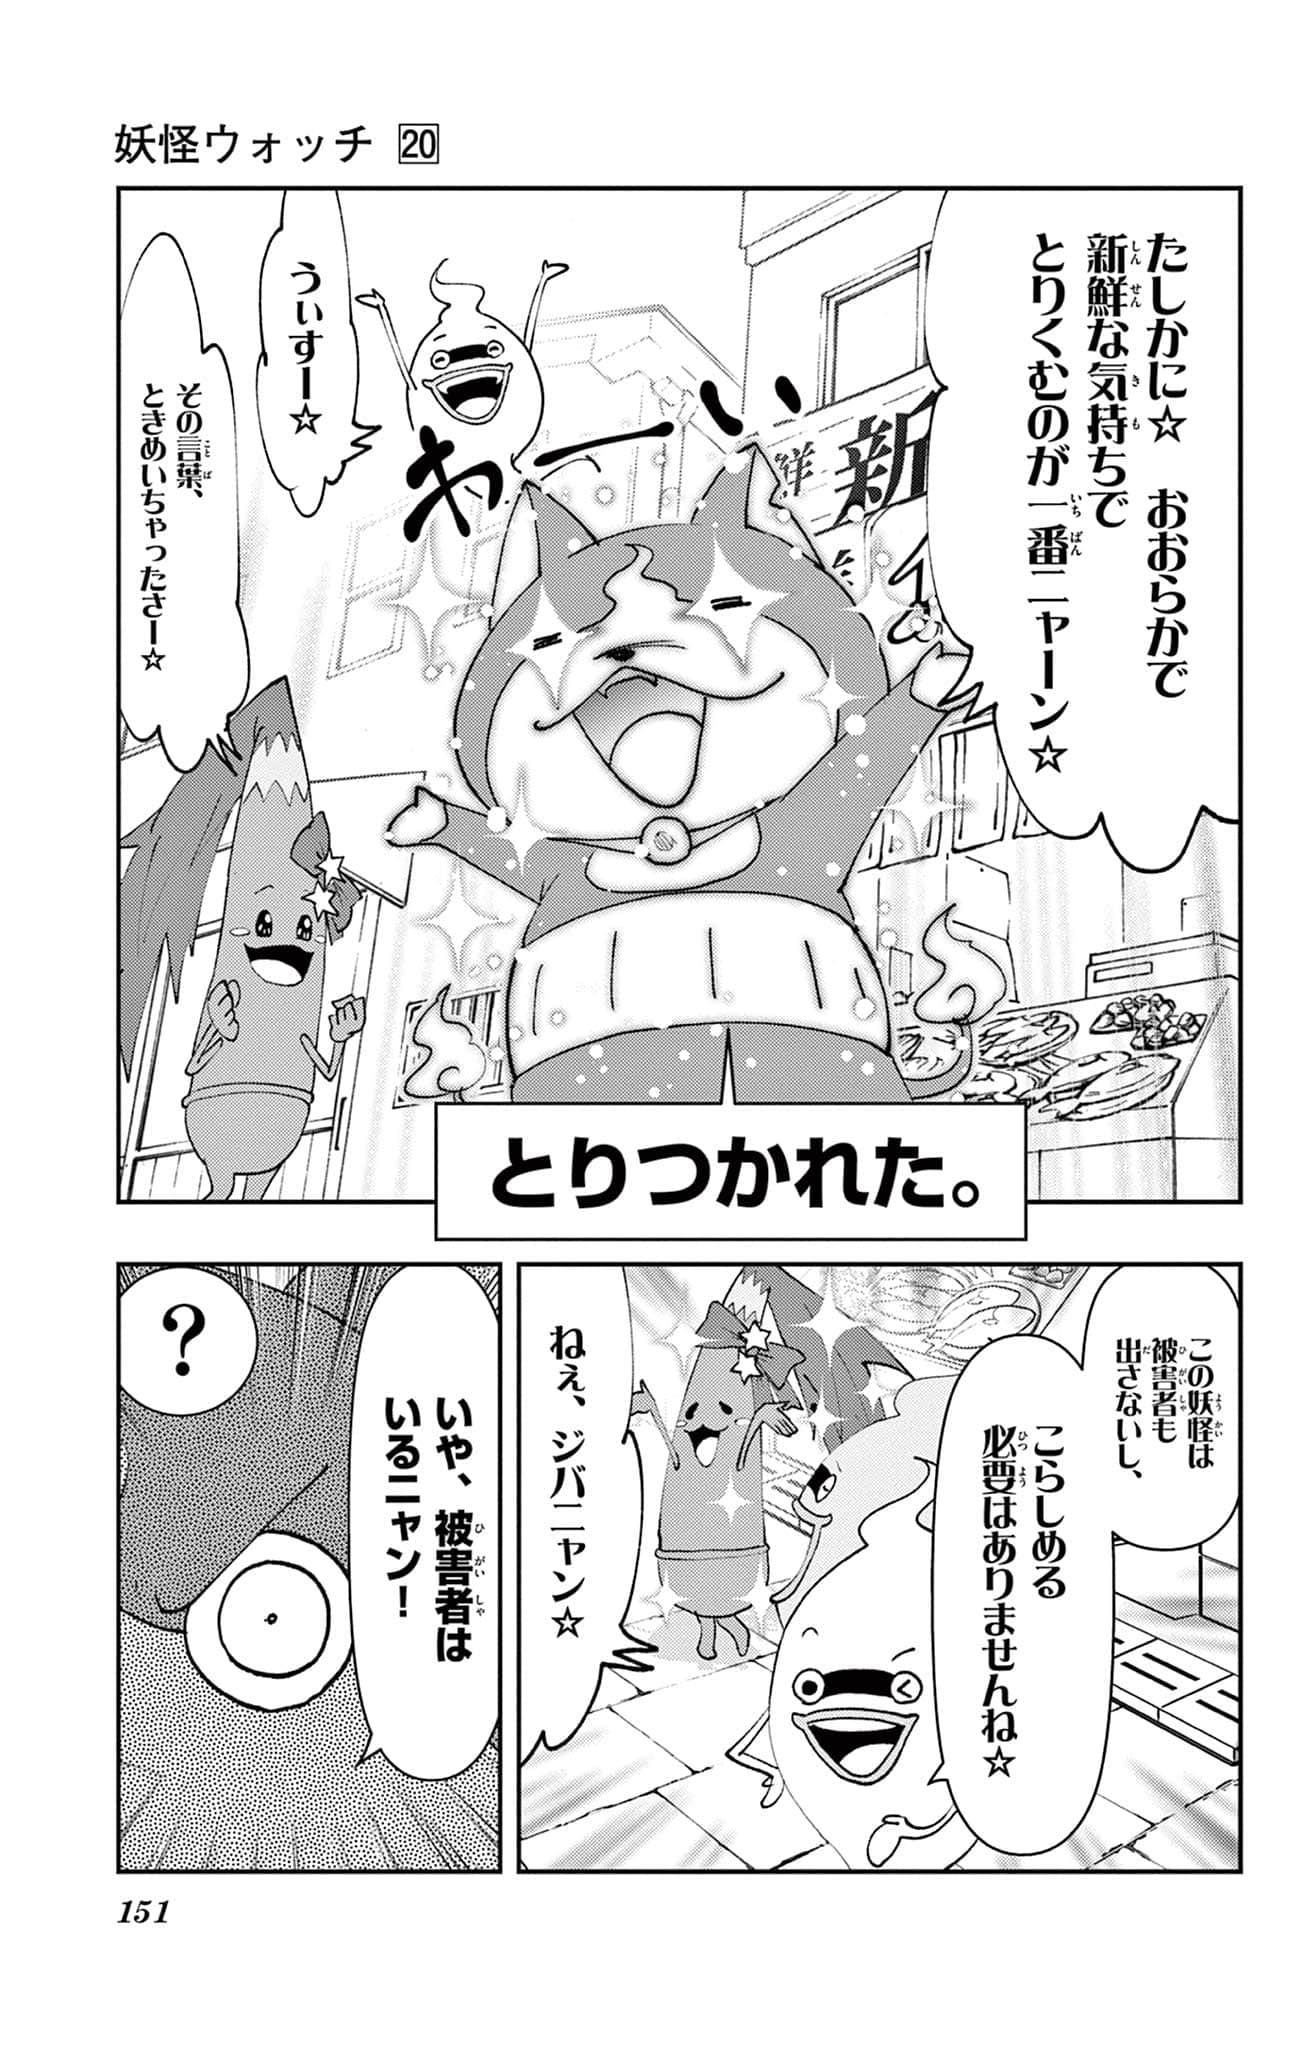 妖怪ウォッチ 20
たしかに☆ おおらかで
新鮮な気持ちで
とりくむのが一番ニャーン☆
新
鮮
わーい
うぃすー☆
その言葉、
ときめいちゃったさー☆
とりつかれた。
この妖怪は
被害者も
出さないし、
こらしめる
必要はありませんね☆
ねぇ、ジバニャン☆
いや、被害者は
いるニャン!
?
151